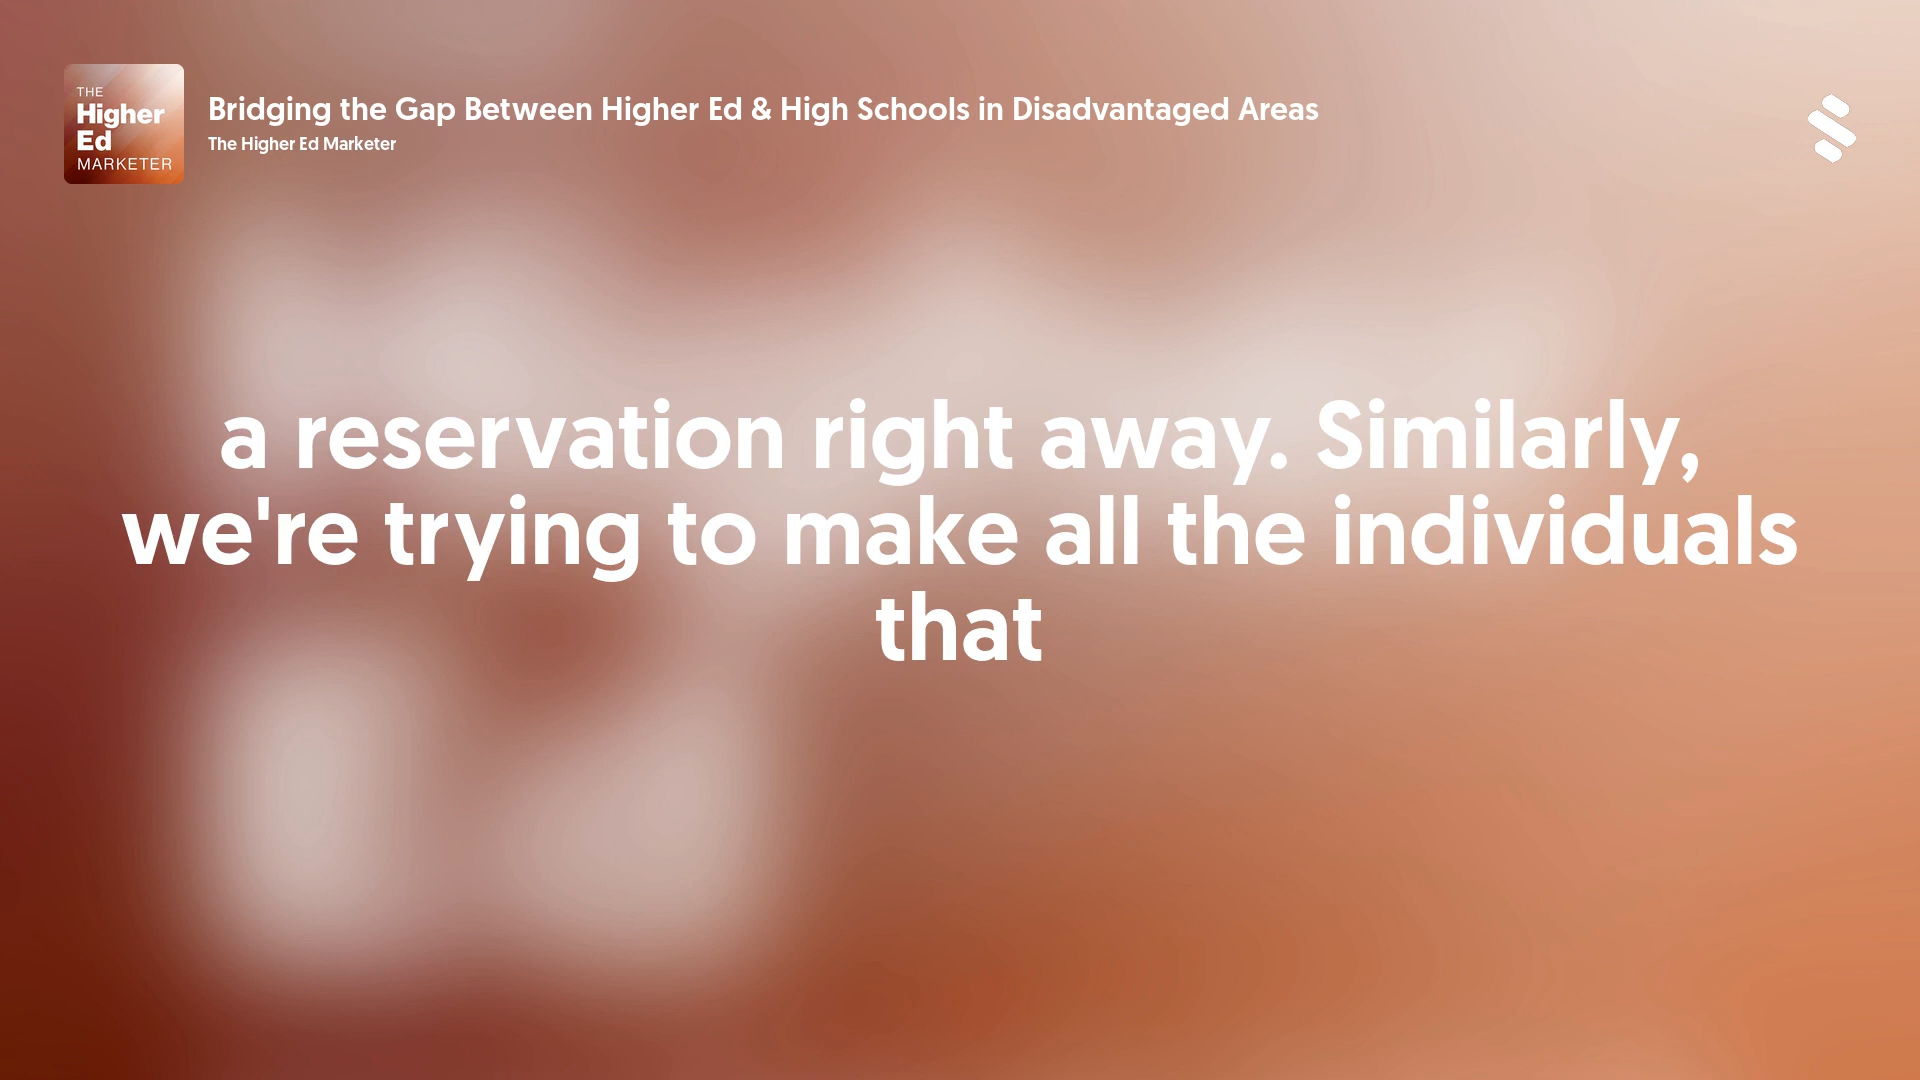 THE
Higher
Ed
MARKETER
Bridging the Gap Between Higher Ed & High Schools in Disadvantaged Areas
The Higher Ed Marketer
a reservation right away. Similarly,
we're trying to make all the individuals
that